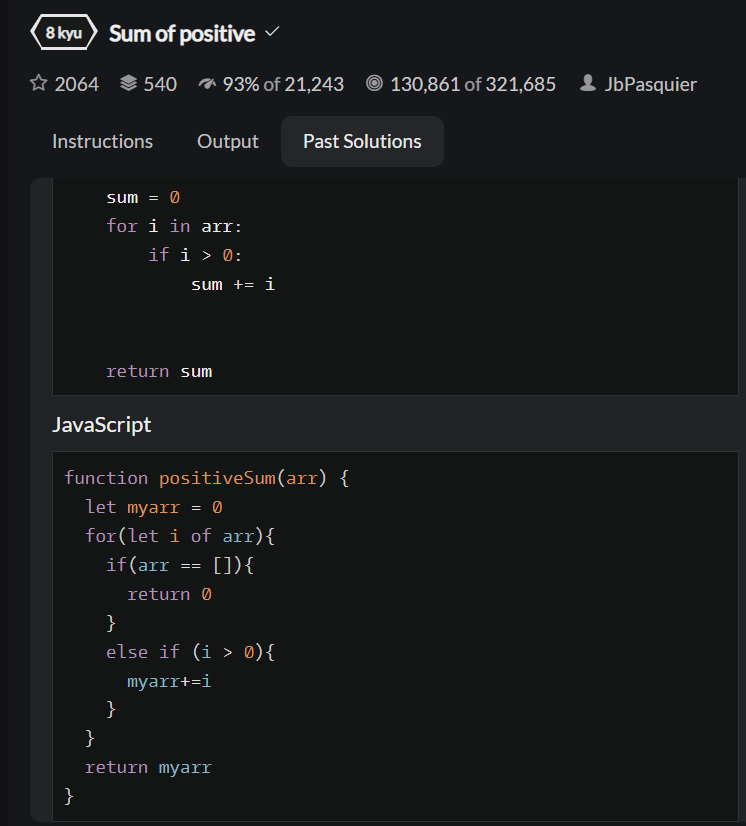 8 kyu Sum of positive
2064 540 93% of 21,243 130,861 of 321,685 JbPasquier
Instructions Output Past Solutions
sum = 0
for i in arr:
if i > 0:
sum += i
return sum
JavaScript
function positiveSum(arr) {
let myarr = 0
for(let i of arr){
if(arr == []){
return 0
}
else if (i > 0){
myarr+=i
}
}
return myarr
}